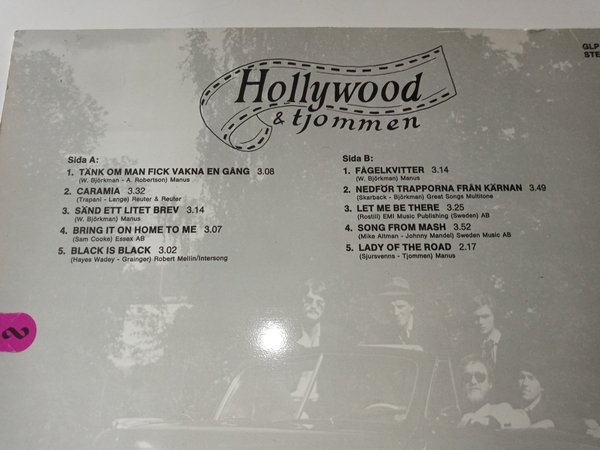 GLP
STE
Hollywood
& tjommen
Sida A:
1. TÄNK OM MAN FICK VAKNA EN GÅNG 3.08
(W. Björkman - A. Robertson) Manus
2. CARAMIA 3.32
(Trapani - Lange) Reuter & Reuter
3. SÄND ETT LITET BREV 3.14
(W. Björkman) Manus
4. BRING IT ON HOME TO ME 3.07
(Sam Cooke) Essex AB
5. BLACK IS BLACK 3.02
(Hayes Wadey - Grainger) Robert Mellin/Intersong
Sida B:
1. FÅGELKVITTER 3.14
(W. Björkman) Manus
2. NEDFÖR TRAPPORNA FRÅN KÄRNAN 3.49
(Skarback - Björkman) Great Songs Multitone
3. LET ME BE THERE 3.25
(Rostill) EMI Music Publishing (Sweden) AB
4. SONG FROM MASH 3.52
(Mike Altman - Johnny Mandel) Sweden Music AB
5. LADY OF THE ROAD 2.17
(Sjursvenns - Tjommen) Manus